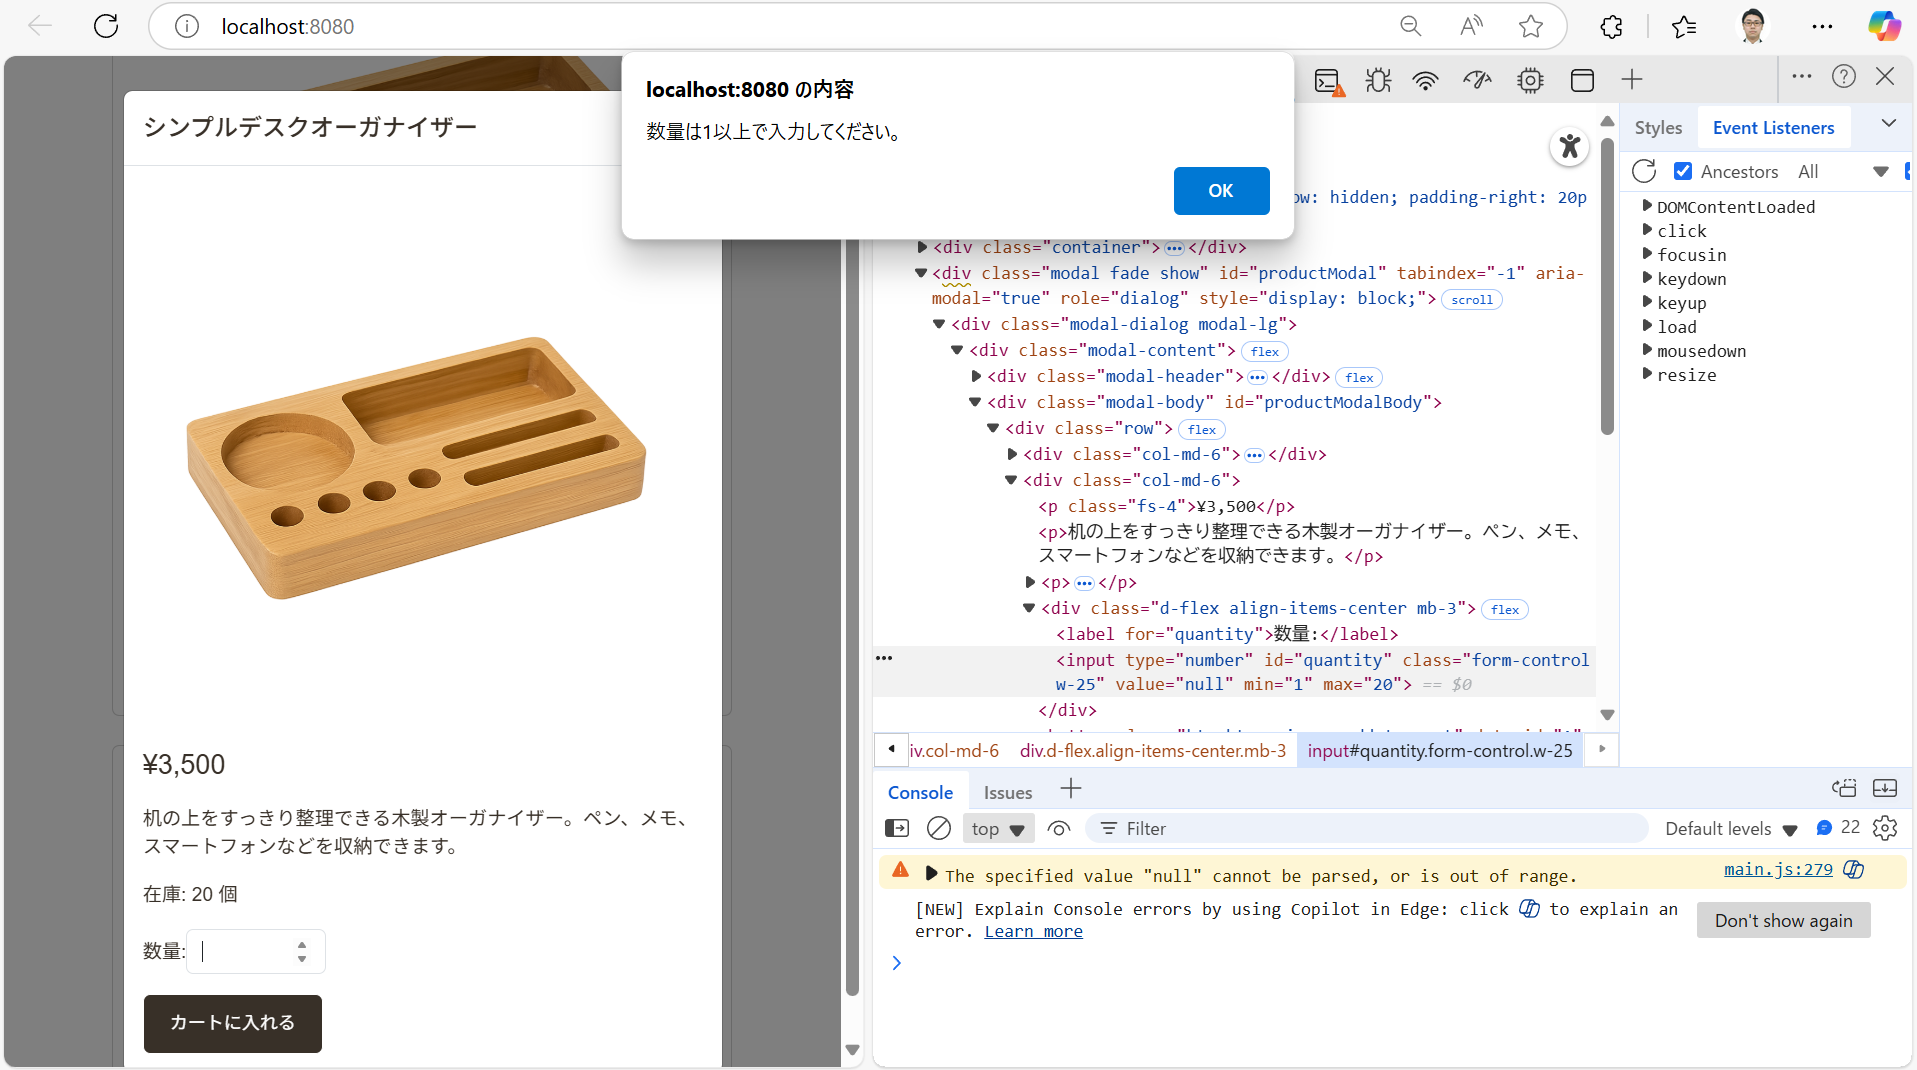 localhost:8080
シンプルデスクオーガナイザー
¥3,500
机の上をすっきり整理できる木製オーガナイザー。ペン、メモ、
スマートフォンなどを収納できます。
在庫: 20 個
数量:
カートに入れる
localhost:8080 の内容
数量は1以上で入力してください。
OK
ow: hidden; padding-right: 20p
<div class="container"> ••• </div>
<div class="modal fade show" id="productModal" tabindex="-1" aria-
modal="true" role="dialog" style="display: block;"> scroll
<div class="modal-dialog modal-lg">
<div class="modal-content"> flex
<div class="modal-header"> ••• </div> flex
<div class="modal-body" id="productModalBody">
<div class="row"> flex
<div class="col-md-6"> ••• </div>
<div class="col-md-6">
<p class="fs-4">¥3,500</p>
<p>机の上をすっきり整理できる木製オーガナイザー。ペン、メモ、
スマートフォンなどを収納できます。</p>
<p> ••• </p>
<div class="d-flex align-items-center mb-3"> flex
<label for="quantity">数量:</label>
<input type="number" id="quantity" class="form-control
w-25" value="null" min="1" max="20"> == $0
</div>
iv.col-md-6 div.d-flex.align-items-center.mb-3 input#quantity.form-control.w-25
Styles Event Listeners
Ancestors All
DOMContentLoaded
click
focusin
keydown
keyup
load
mousedown
resize
Console Issues
top Filter Default levels 22
The specified value "null" cannot be parsed, or is out of range. main.js:279
[NEW] Explain Console errors by using Copilot in Edge: click to explain an
error. Learn more
Don't show again